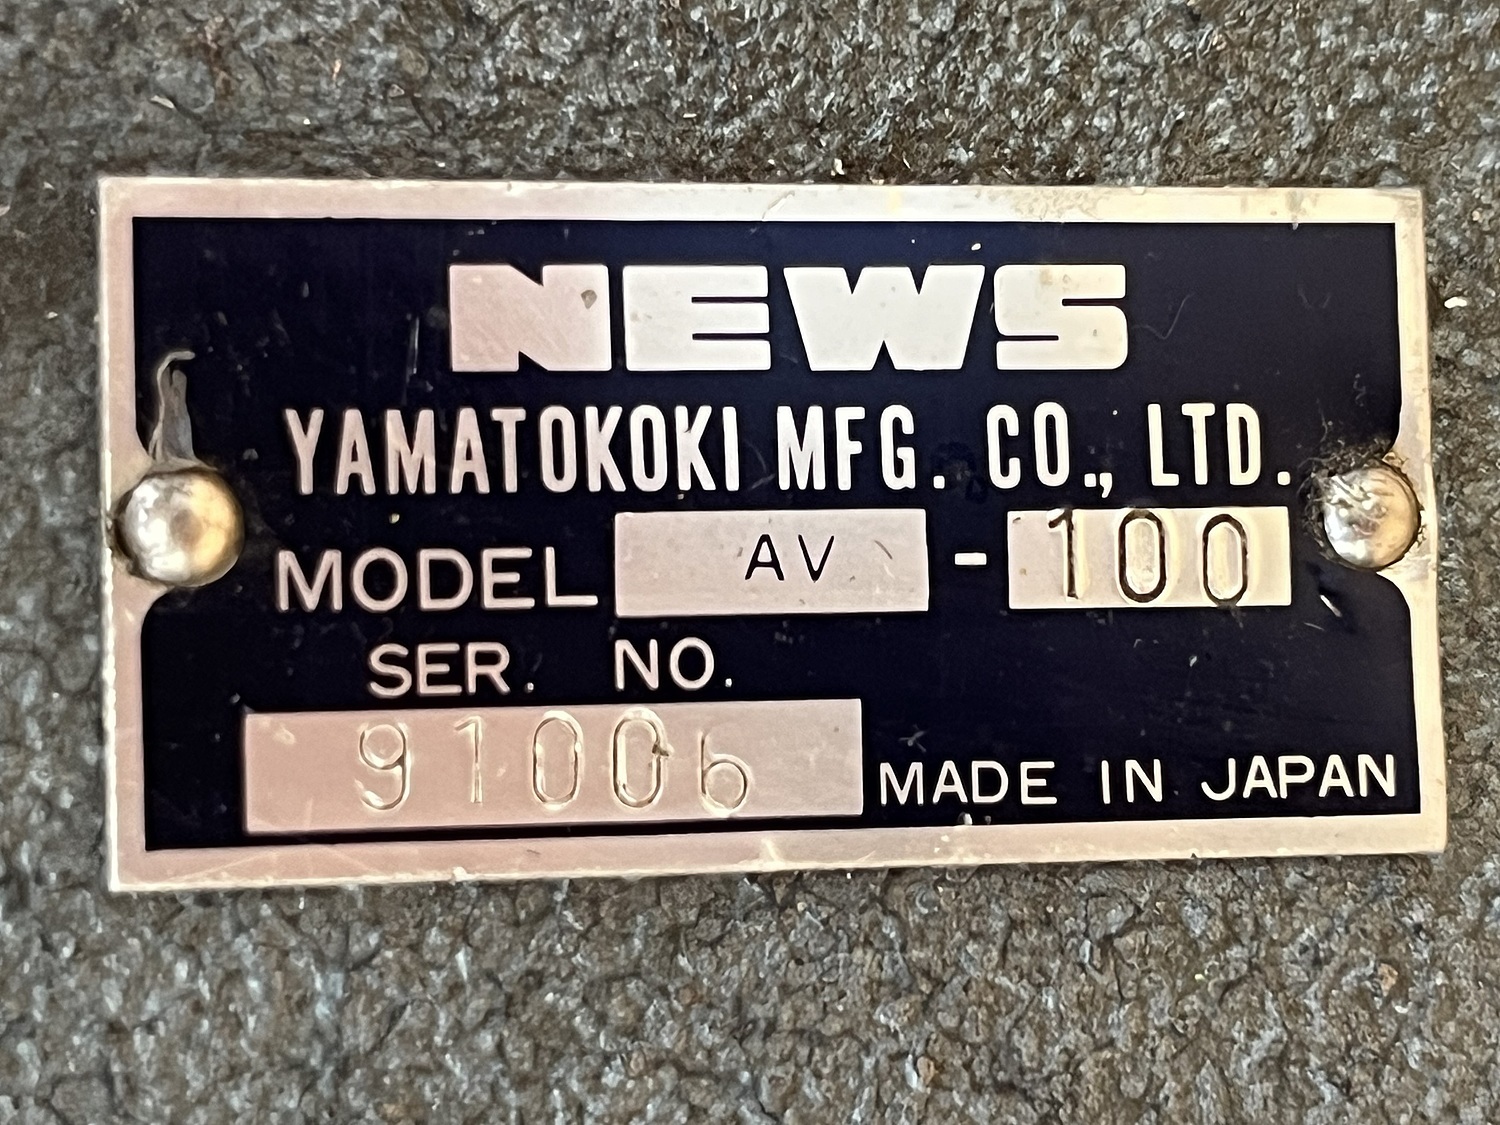 NEWS
YAMATOKOKI MFG. CO., LTD.
MODEL AV - 100
SER. NO.
91006
MADE IN JAPAN